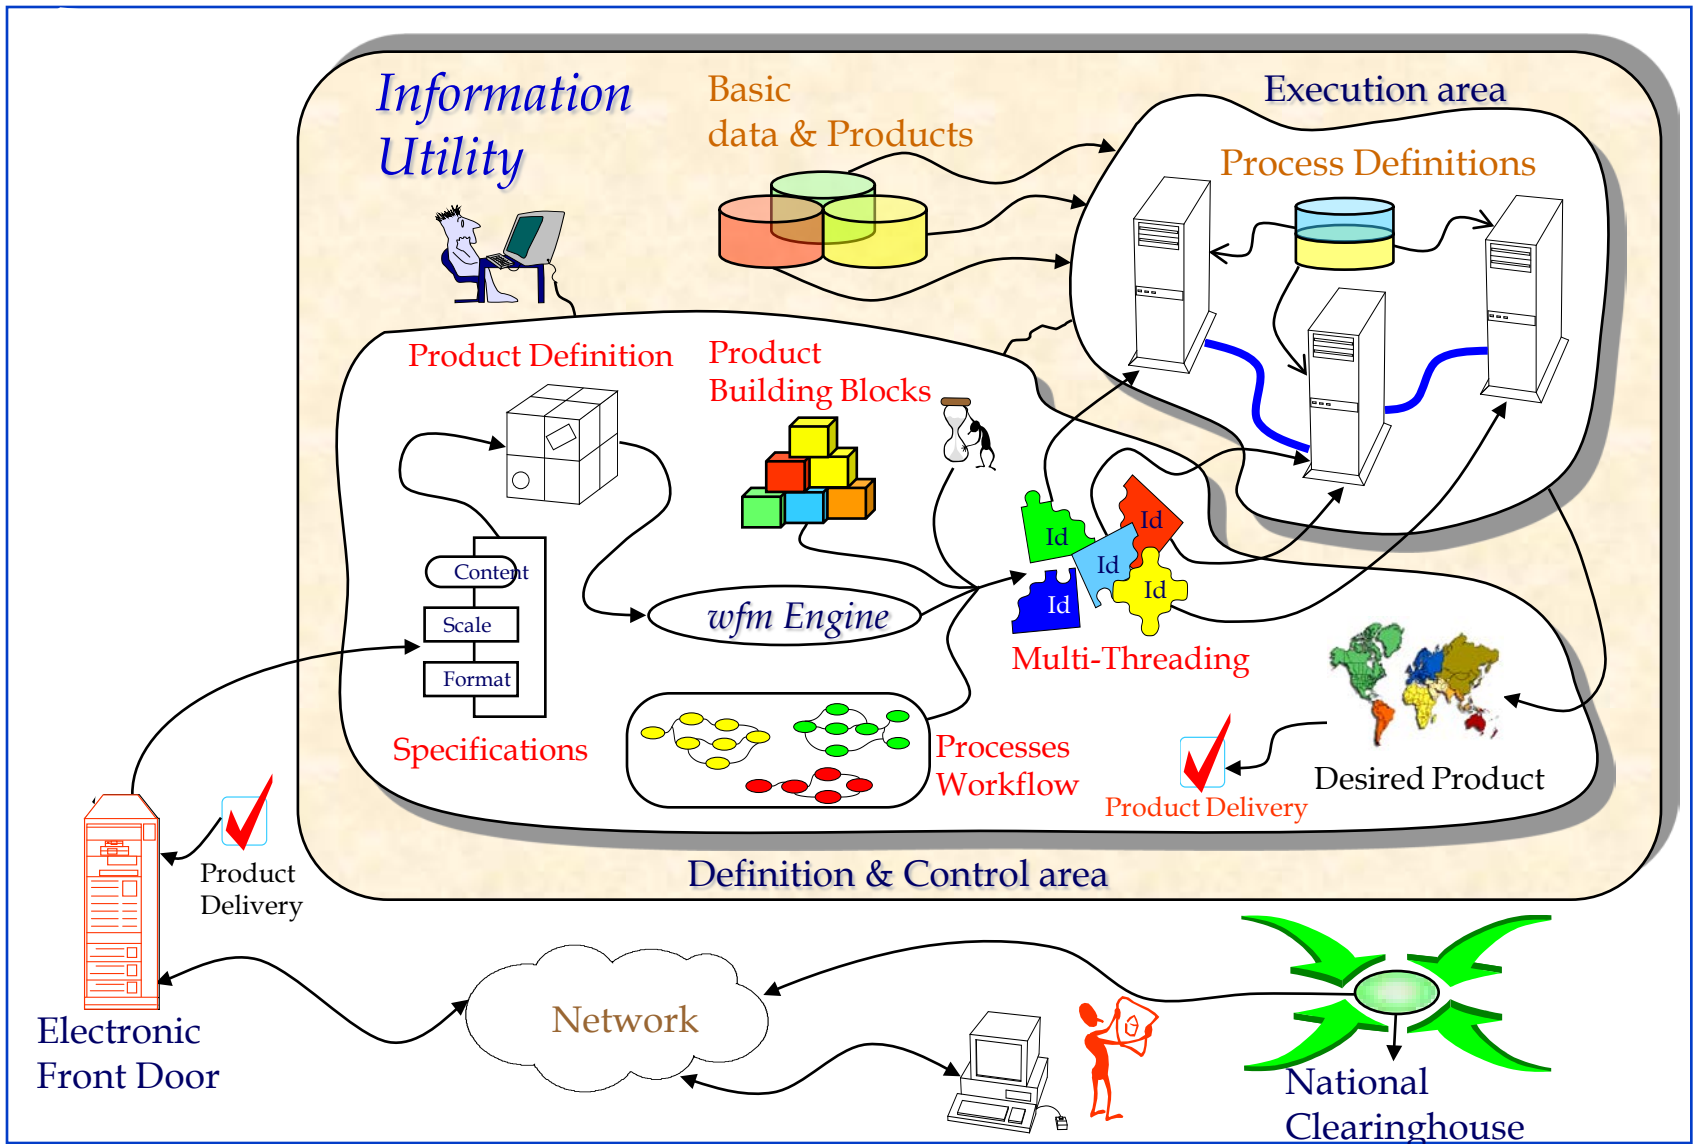 Information
Utility
Basic
data & Products
Execution area
Process Definitions
Product Definition
Product
Building Blocks
Content
Scale
Format
Specifications
wfm Engine
Id
Id
Id
Id
Id
Multi-Threading
Processes
Workflow
Desired Product
Product Delivery
Definition & Control area
Product
Delivery
Electronic
Front Door
Network
National
Clearinghouse